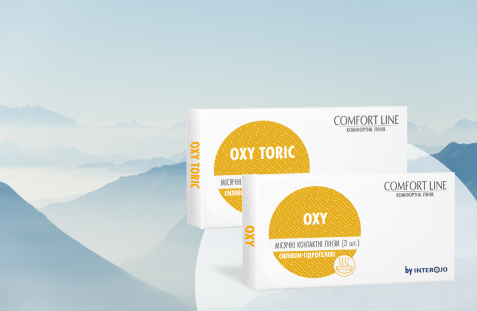 COMFORT LINE
КОМФОРТНА ЛІНІЯ
OXY TORIC
OXY TORIC
МІСЯЧНІ
СИЛІКОН
COMFORT LINE
КОМФОРТНА ЛІНІЯ
OXY
OXY
МІСЯЧНІ КОНТАКТНІ ЛІНЗИ (3 шт.)
СИЛІКОН-ГІДРОГЕЛЕВІ
by INTEROJO